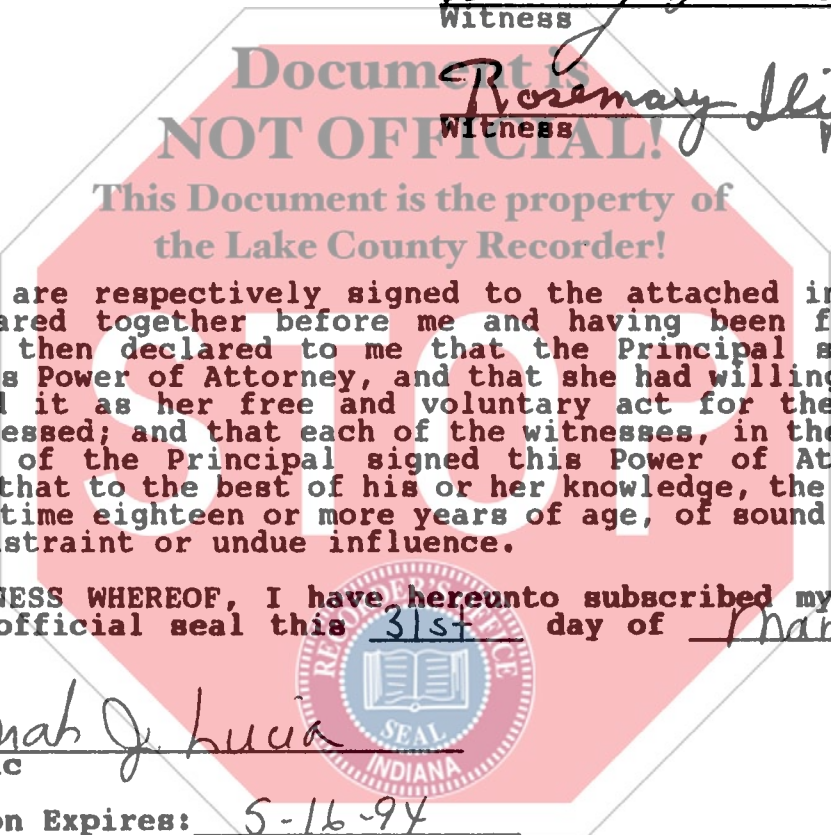 Witness
Document is
NOT OFFICIAL!
Rosemary
Witness
This Document is the property of
the Lake County Recorder!
are respectively signed to the attached in
ared together before me and having been f
then declared to me that the Principal s
s Power of Attorney, and that she had willing
d it as her free and voluntary act for the
essed; and that each of the witnesses, in the
of the Principal signed this Power of At
that to the best of his or her knowledge, the
time eighteen or more years of age, of sound
straint or undue influence.
STOP
NESS WHEREOF, I have hereunto subscribed my
official seal this 31st day of Mar
RECORDER'S OFFICE
SEAL
INDIANA
nah J. Lucia
c
on Expires: 5-16-94